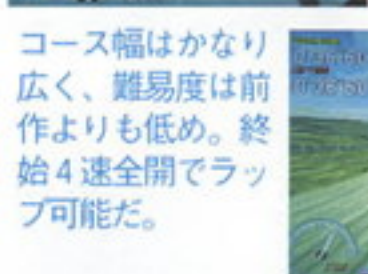 コース幅はかなり
広く、難易度は前
作よりも低め。終
始4速全開でラッ
プ可能だ。